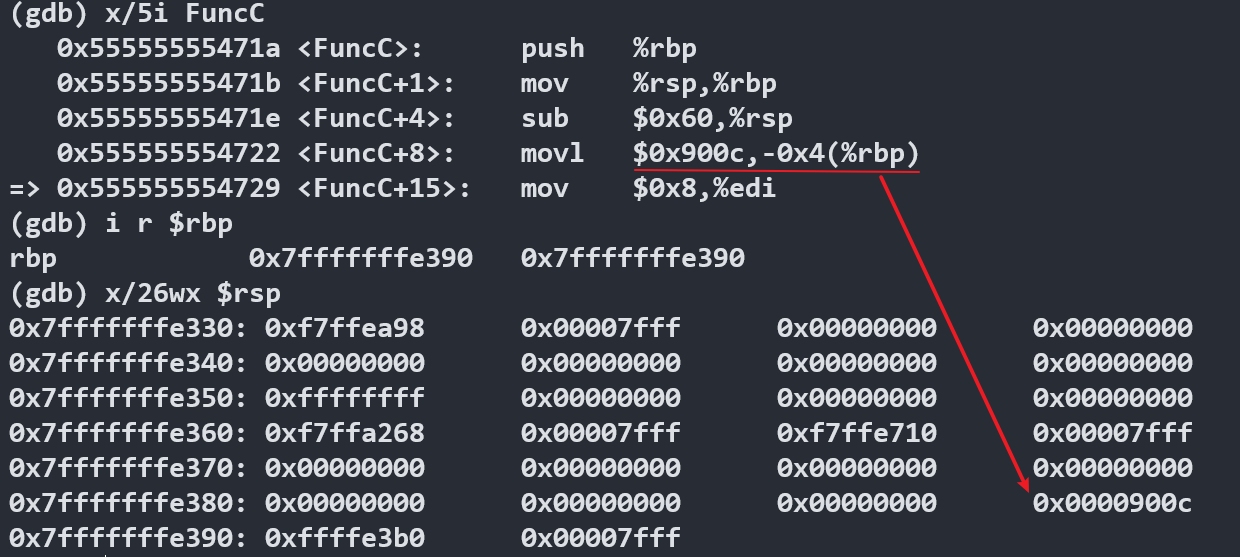 (gdb) x/5i FuncC
0x55555555471a <FuncC>: push %rbp
0x55555555471b <FuncC+1>: mov %rsp,%rbp
0x55555555471e <FuncC+4>: sub $0x60,%rsp
0x555555554722 <FuncC+8>: movl $0x900c,-0x4(%rbp)
=> 0x555555554729 <FuncC+15>: mov $0x8,%edi
(gdb) i r $rbp
rbp 0x7fffffffe390 0x7fffffffe390
(gdb) x/26wx $rsp
0x7fffffffe330: 0xf7ffea98 0x00007fff 0x00000000 0x00000000
0x7fffffffe340: 0x00000000 0x00000000 0x00000000 0x00000000
0x7fffffffe350: 0xffffffff 0x00000000 0x00000000 0x00000000
0x7fffffffe360: 0xf7ffa268 0x00007fff 0xf7ffe710 0x00007fff
0x7fffffffe370: 0x00000000 0x00000000 0x00000000 0x00000000
0x7fffffffe380: 0x00000000 0x00000000 0x00000000 0x0000900c
0x7fffffffe390: 0xffffe3b0 0x00007fff